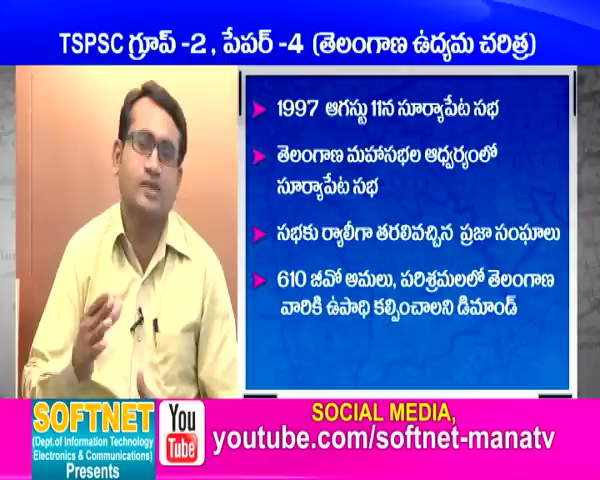 TSPSC గ్రూప్ -2, పేపర్ -4 (తెలంగాణ ఉద్యమ చరిత్ర)
1997 ఆగస్టు 11న సూర్యాపేట సభ
తెలంగాణ మహాసభల ఆధ్వర్యంలో
సూర్యాపేట సభ
సభకు ర్యాలీగా తరలివచ్చిన ప్రజా సంఘాలు
610 జీవో అమలు, పరిశ్రమలలో తెలంగాణ
వారికి ఉపాధి కల్పించాలని డిమాండ్
SOFTNET
(Dept.of Information Technology
Electronics & Communications)
Presents
You
Tube
SOCIAL MEDIA,
youtube.com/softnet-manatv